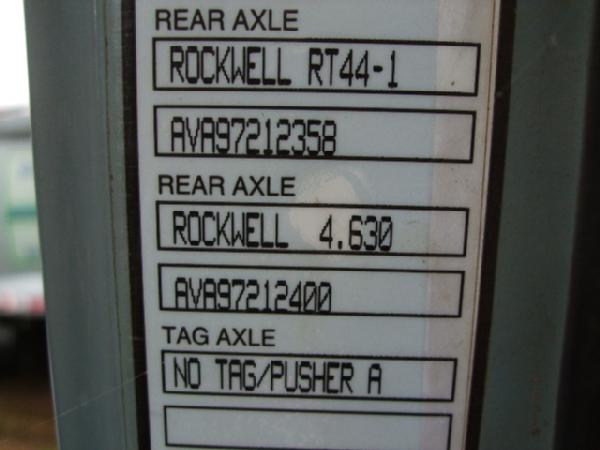 REAR AXLE
ROCKWELL RT44-1
AVA97212358
REAR AXLE
ROCKWELL 4.630
AVA97212400
TAG AXLE
NO TAG/PUSHER A